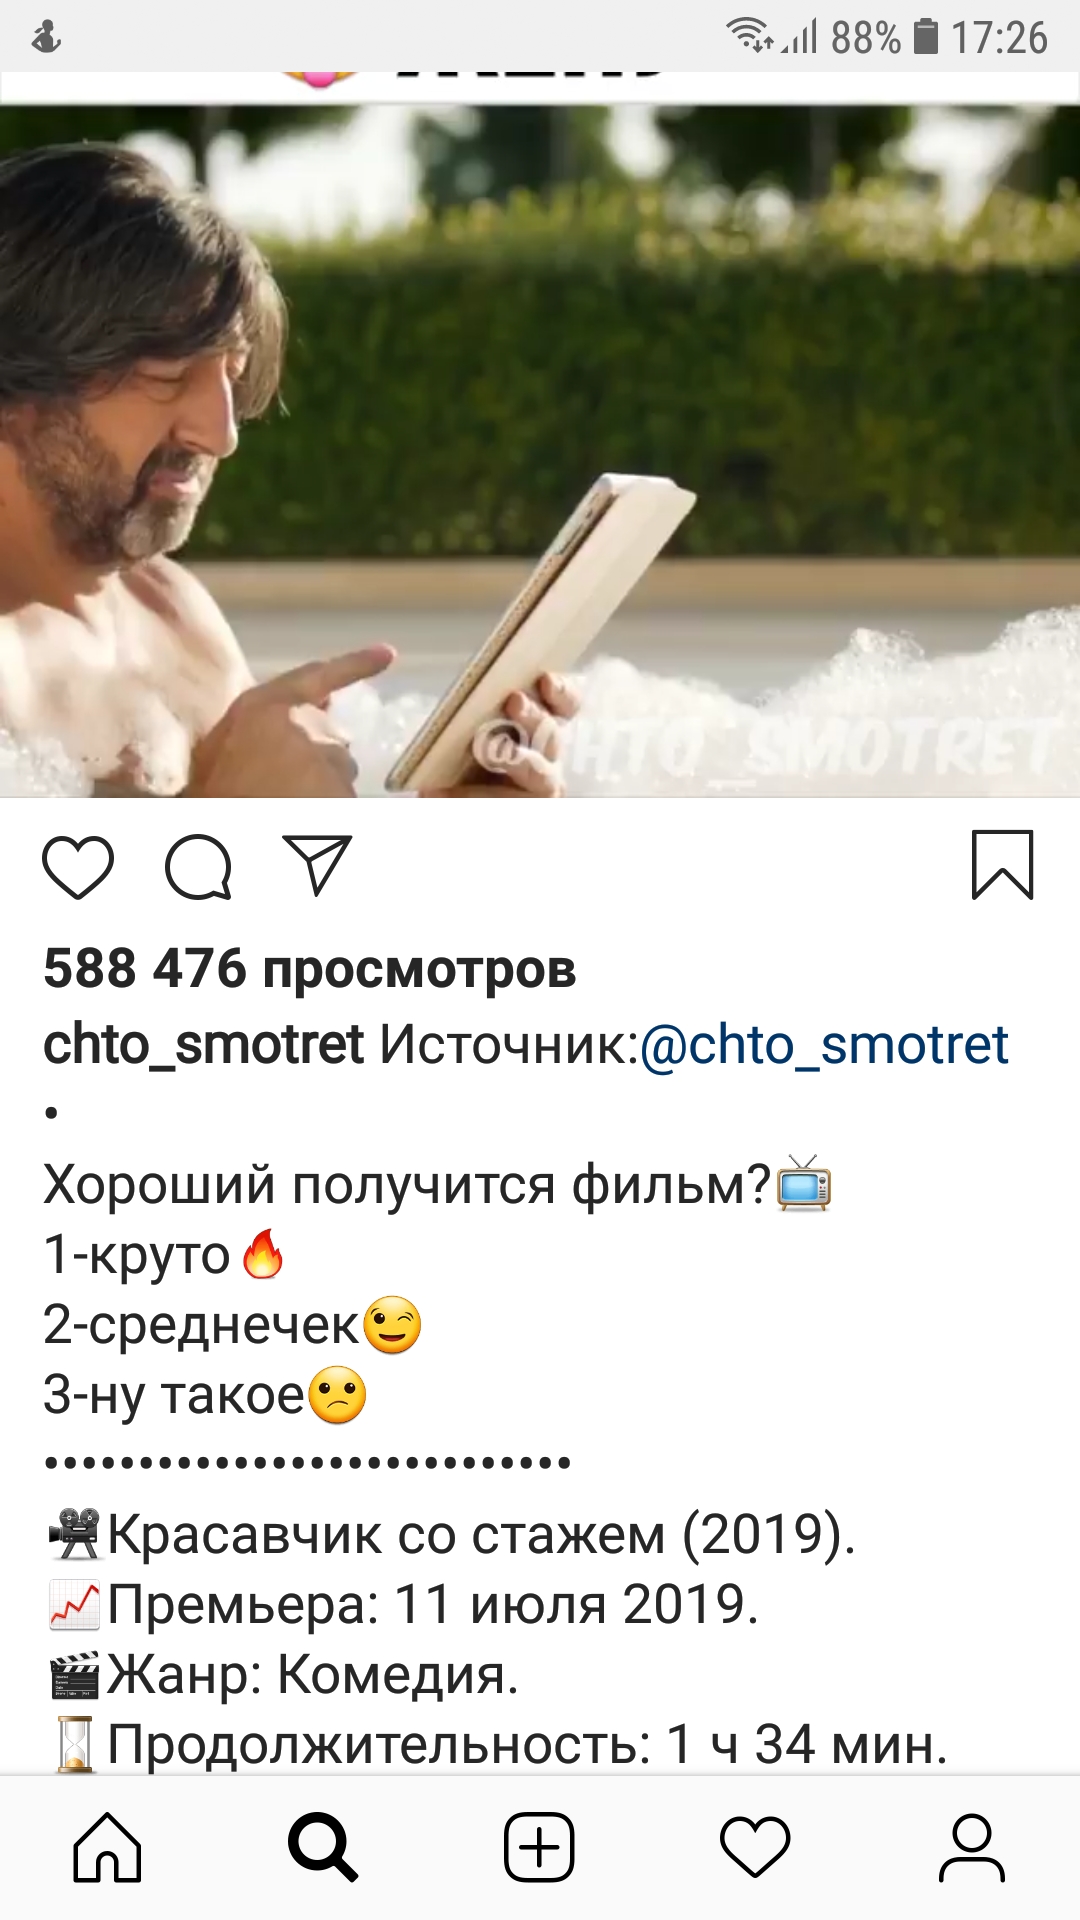 88% 17:26
@CHTO_SMOTRET
588 476 просмотров
chto_smotret Источник:@chto_smotret
•
Хороший получится фильм?📺
1-круто🔥
2-среднечек😉
3-ну такое😕
••••••••••••••••••••••••••••
🎥Красавчик со стажем (2019).
📈Премьера: 11 июля 2019.
🎬Жанр: Комедия.
⏳Продолжительность: 1 ч 34 мин.